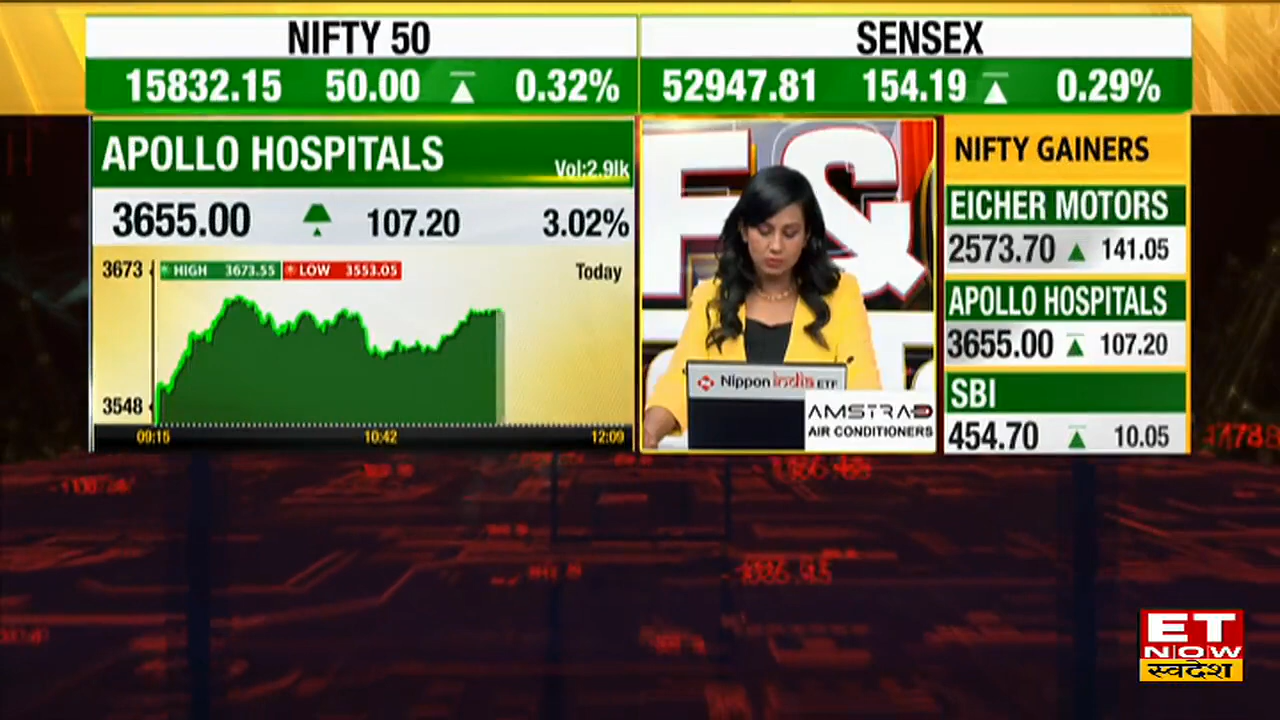 NIFTY 50
15832.15 50.00 0.32%
SENSEX
52947.81 154.19 0.29%
APOLLO HOSPITALS
Vol:2.9lk
3655.00 107.20 3.02%
3673
HIGH 3673.55 LOW 3553.05
Today
3548
09:15 10:42 12:09
F&
Nippon india ETF
AMSTRAD
AIR CONDITIONERS
NIFTY GAINERS
EICHER MOTORS
2573.70 141.05
APOLLO HOSPITALS
3655.00 107.20
SBI
454.70 10.05
ET
NOW
स्वदेश